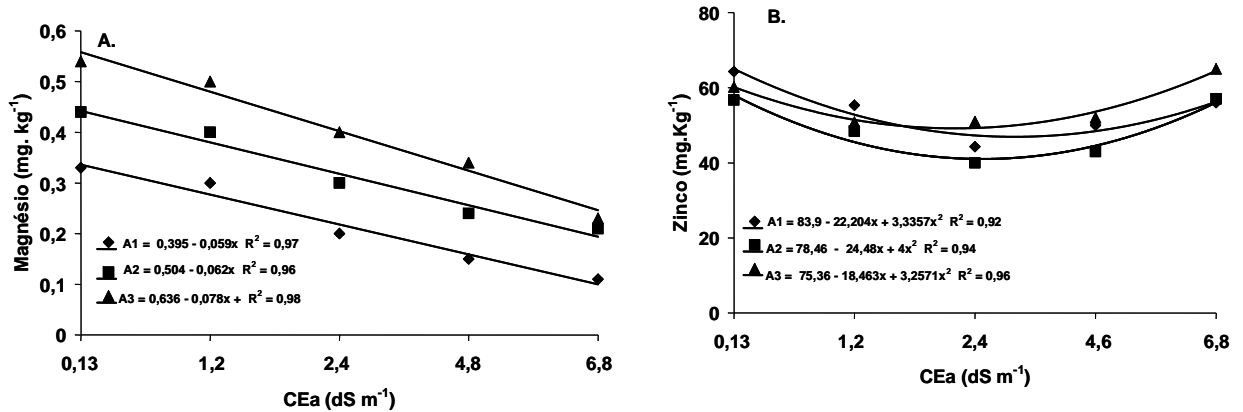 A.
0,6
0,5
0,4
0,3
0,2
0,1
0
Magnésio (mg. kg⁻¹)
A1 = 0,395 - 0,059x R² = 0,97
A2 = 0,504 - 0,062x R² = 0,96
A3 = 0,636 - 0,078x + R² = 0,98
0,13 1,2 2,4 4,8 6,8
CEa (dS m⁻¹)
B.
80
60
40
20
0
Zinco (mg.Kg⁻¹)
A1 = 83,9 - 22,204x + 3,3357x² R² = 0,92
A2 = 78,46 - 24,48x + 4x² R² = 0,94
A3 = 75,36 - 18,463x + 3,2571x² R² = 0,96
0,13 1,2 2,4 4,6 6,8
CEa (dS m⁻¹)